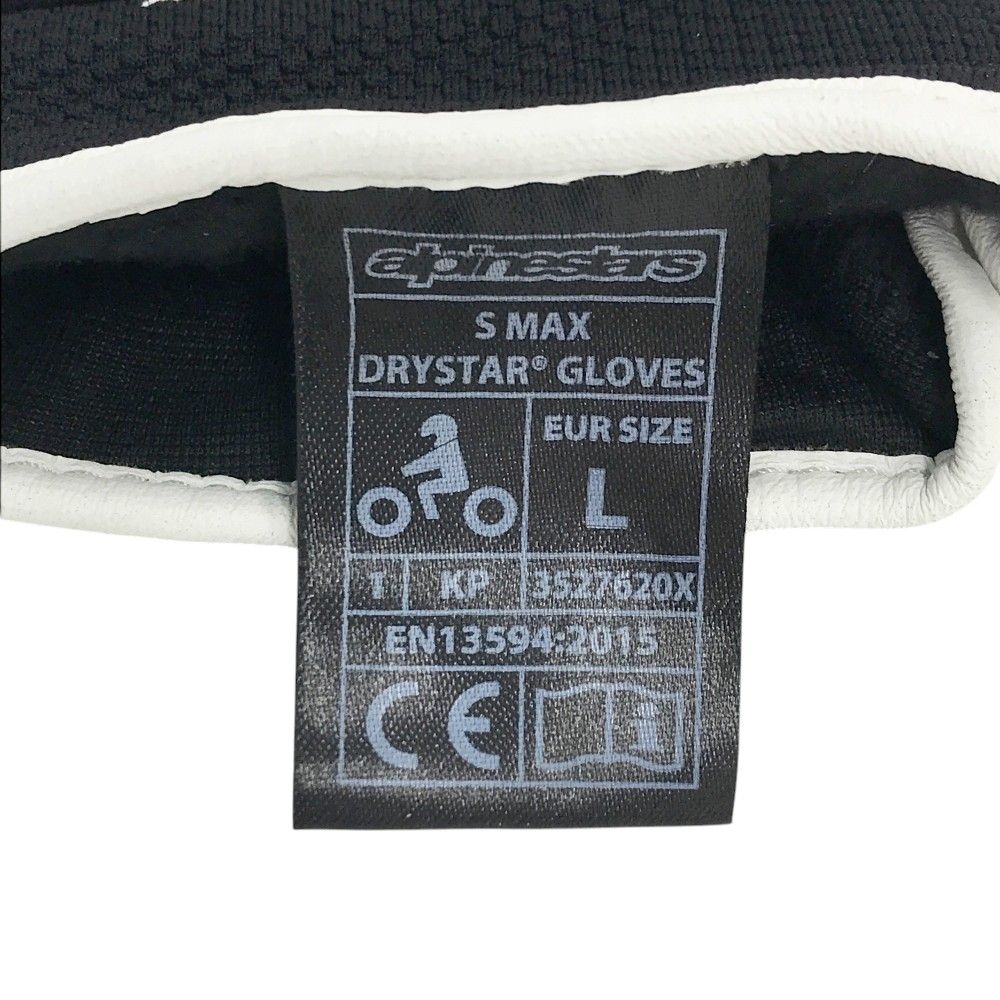 alpinestars
S MAX
DRYSTAR® GLOVES
EUR SIZE
L
1 KP 3527620X
EN13594:2015
CE
i